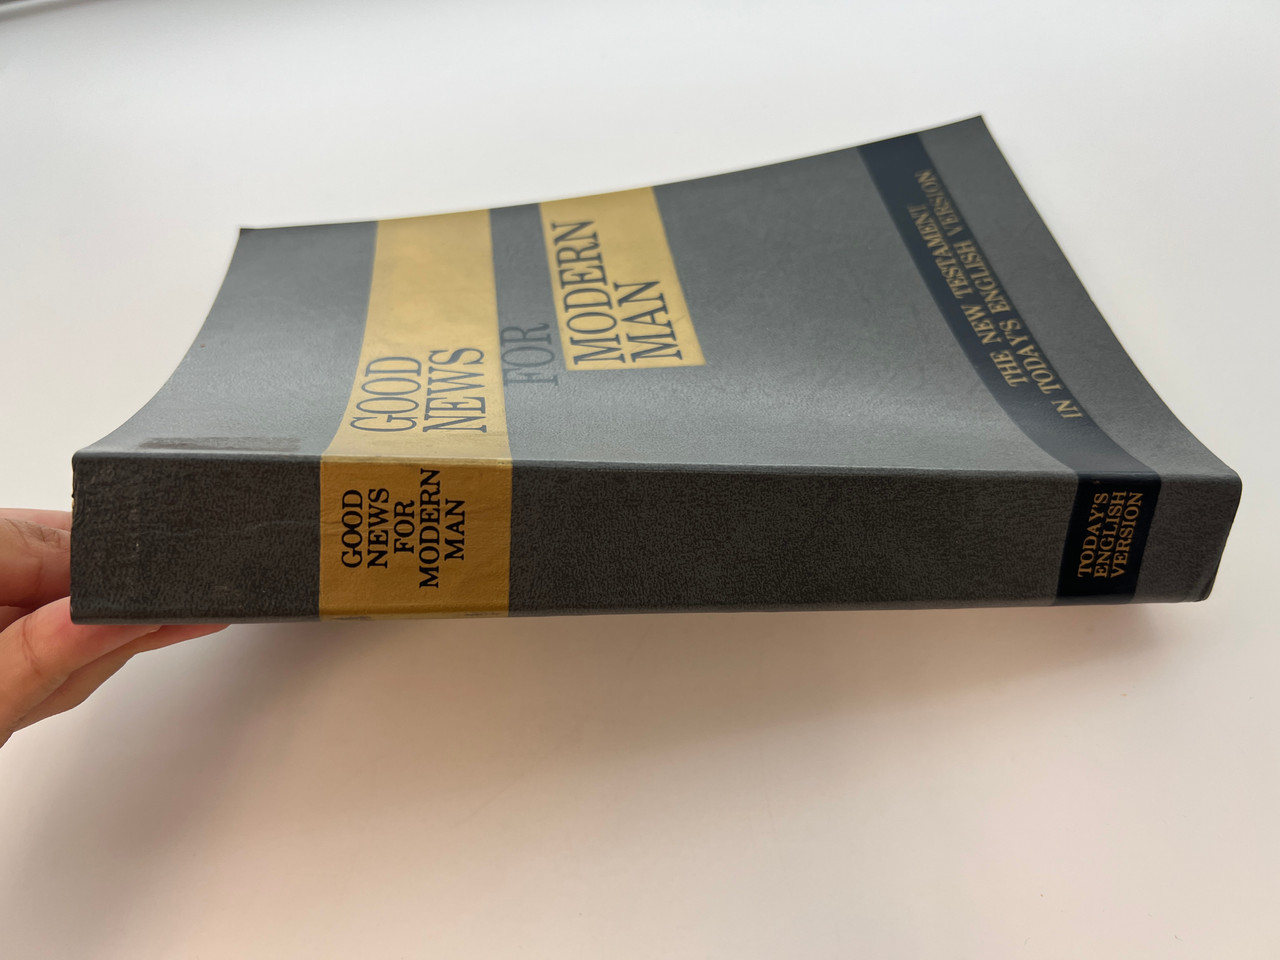 GOOD
NEWS
FOR
MODERN
MAN
THE NEW TESTAMENT
IN TODAY'S ENGLISH VERSION
GOOD
NEWS
FOR
MODERN
MAN
TODAY'S
ENGLISH
VERSION